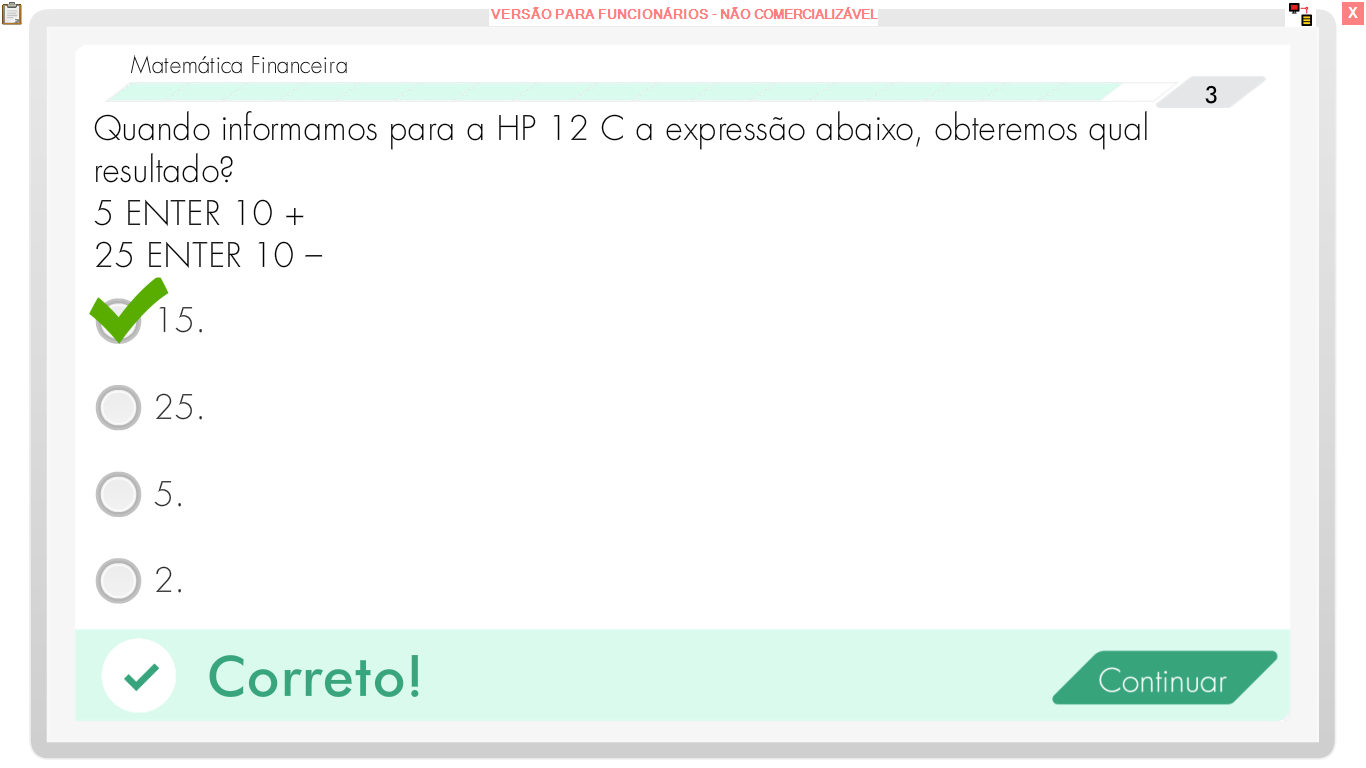 VERSÃO PARA FUNCIONÁRIOS - NÃO COMERCIALIZÁVEL
X
Matemática Financeira
3
Quando informamos para a HP 12 C a expressão abaixo, obteremos qual
resultado?
5 ENTER 10 +
25 ENTER 10 –
15.
25.
5.
2.
Correto!
Continuar